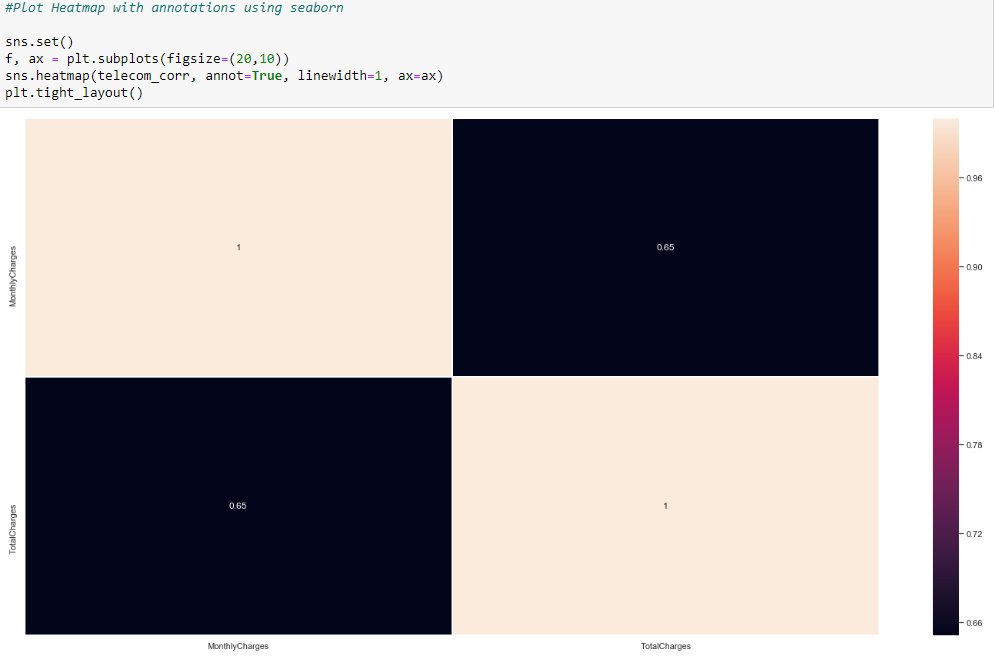 #Plot Heatmap with annotations using seaborn
sns.set()
f, ax = plt.subplots(figsize=(20,10))
sns.heatmap(telecom_corr, annot=True, linewidth=1, ax=ax)
plt.tight_layout()
MonthlyCharges
TotalCharges
1
0.65
0.65
1
MonthlyCharges
TotalCharges
0.96
0.90
0.84
0.78
0.72
0.66